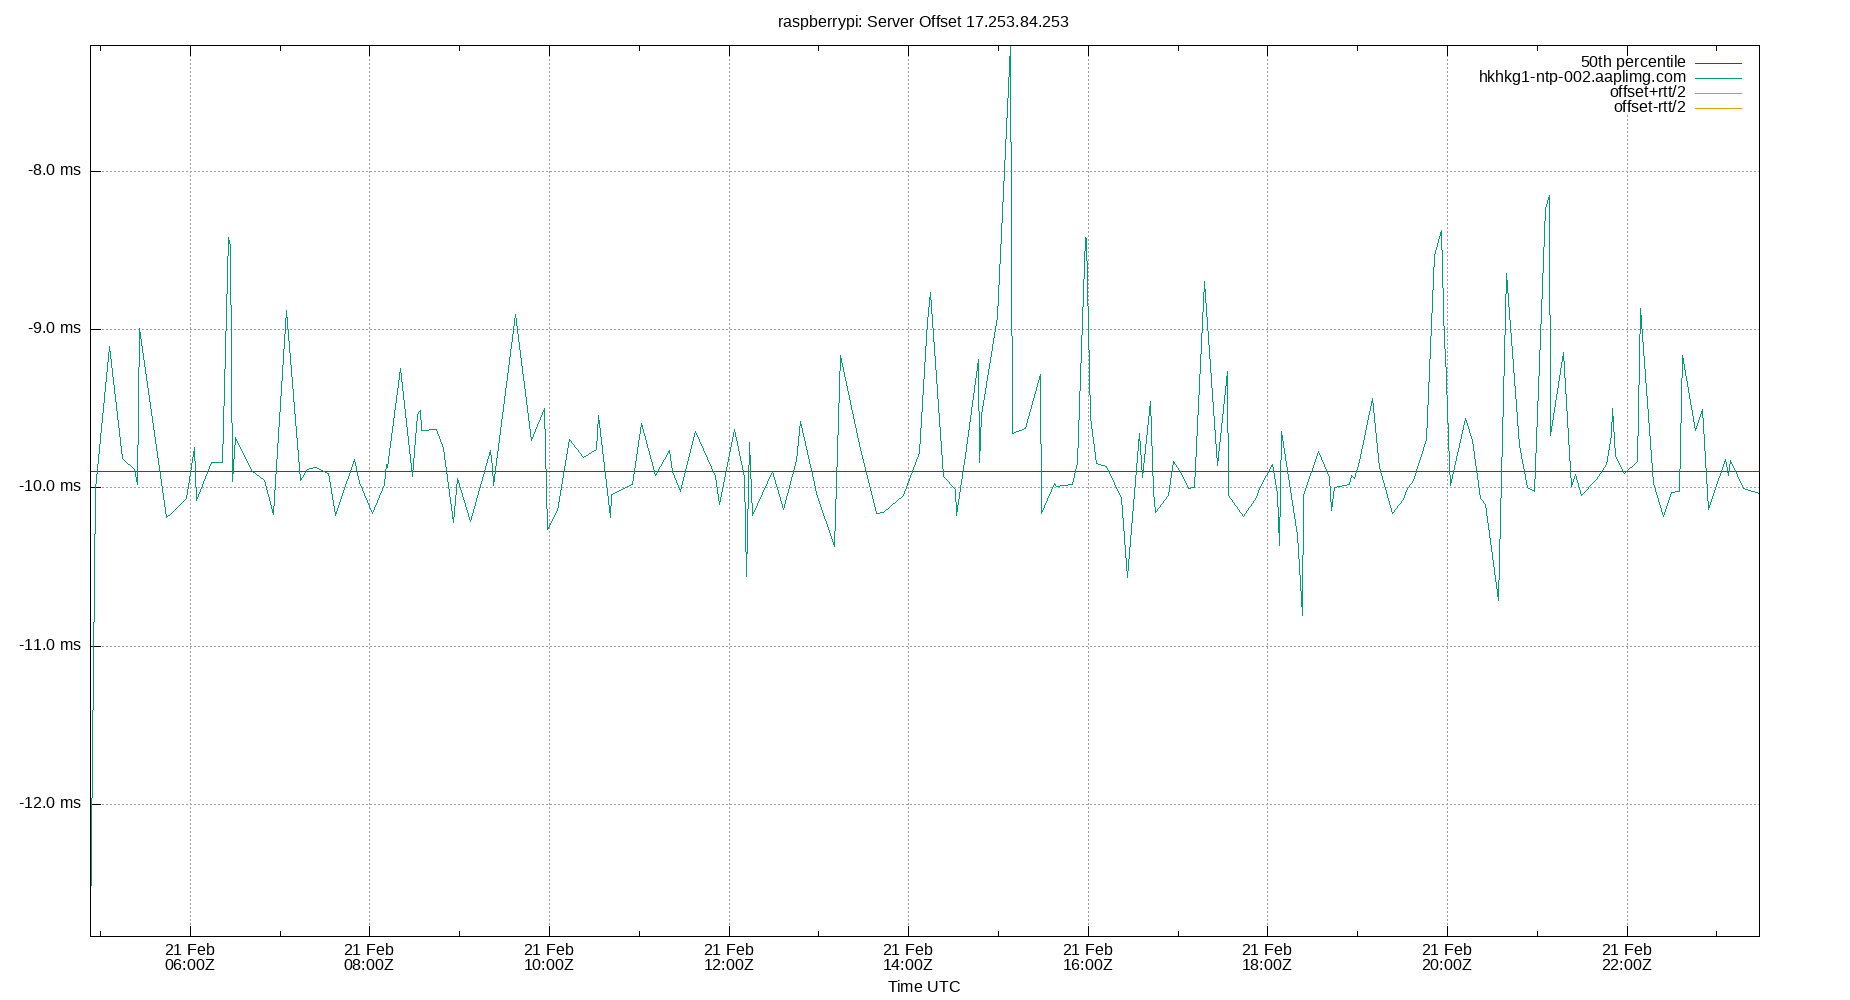 raspberrypi: Server Offset 17.253.84.253
50th percentile
hkhkg1-ntp-002.aaplimg.com
offset+rtt/2
offset-rtt/2
-8.0 ms
-9.0 ms
-10.0 ms
-11.0 ms
-12.0 ms
21 Feb 21 Feb 21 Feb 21 Feb 21 Feb 21 Feb 21 Feb 21 Feb 21 Feb
06:00Z 08:00Z 10:00Z 12:00Z 14:00Z 16:00Z 18:00Z 20:00Z 22:00Z
Time UTC